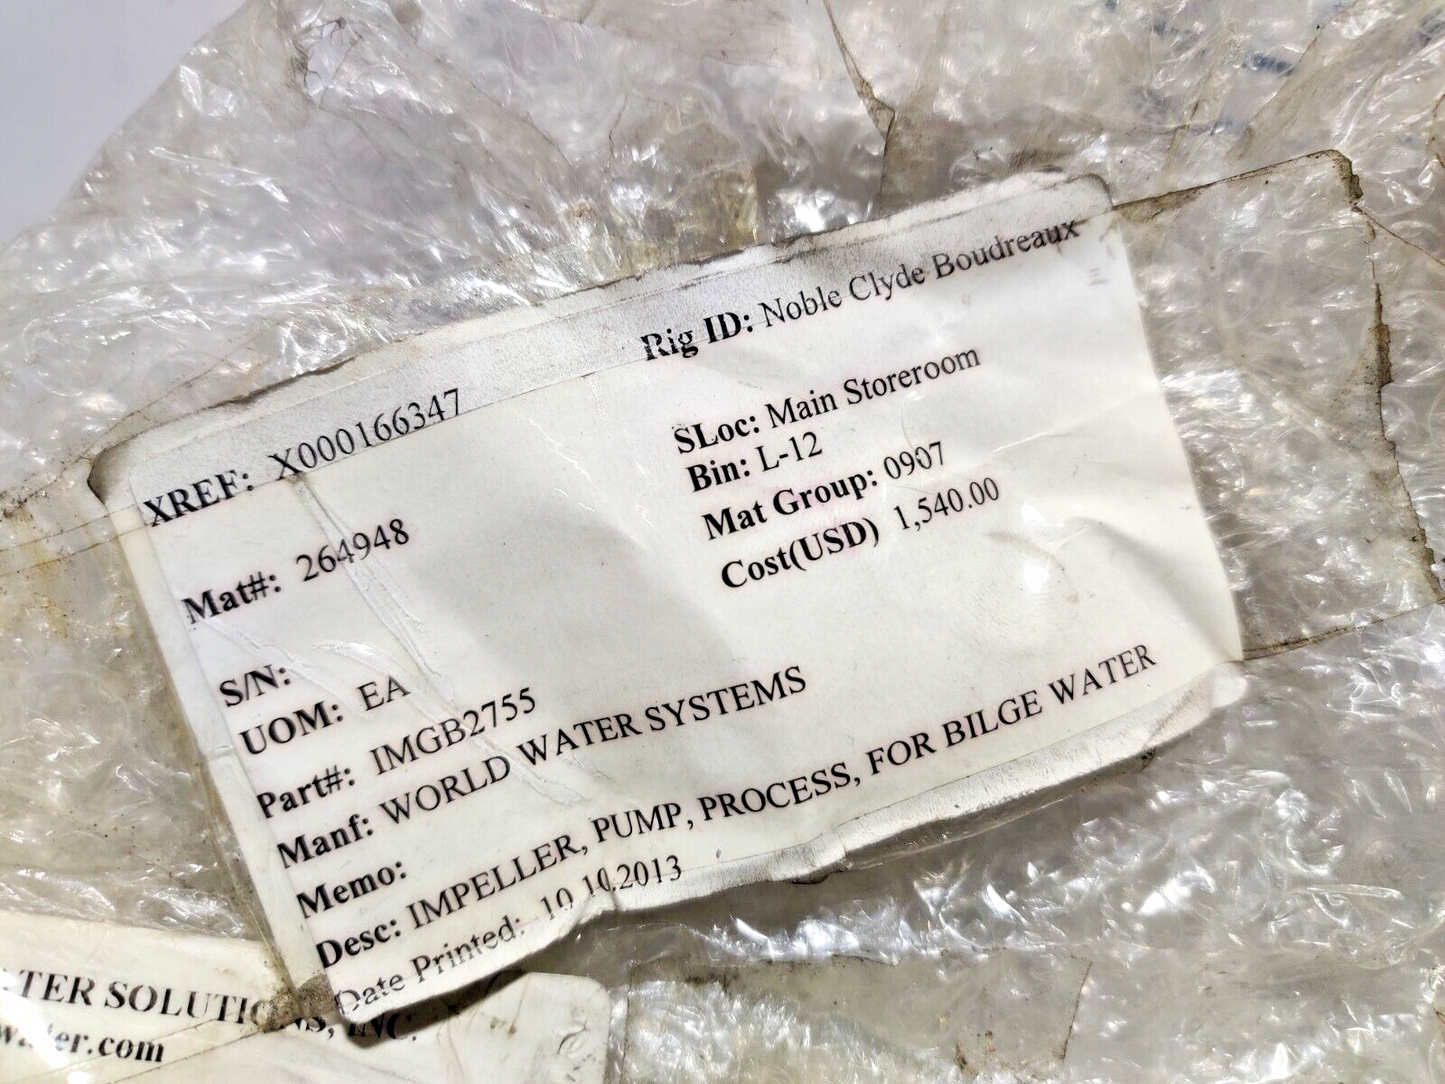 XREF: X000166347
Rig ID: Noble Clyde Boudreaux
Mat#: 264948
SLoc: Main Storeroom
Bin: L-12
Mat Group: 0907
Cost(USD) 1,540.00
S/N:
UOM: EA
Part#: IMGB2755
Manf: WORLD WATER SYSTEMS
Memo:
Desc: IMPELLER, PUMP, PROCESS, FOR BILGE WATER
Date Printed: 10.10.2013
TER SOLUTIONS, INC.
water.com